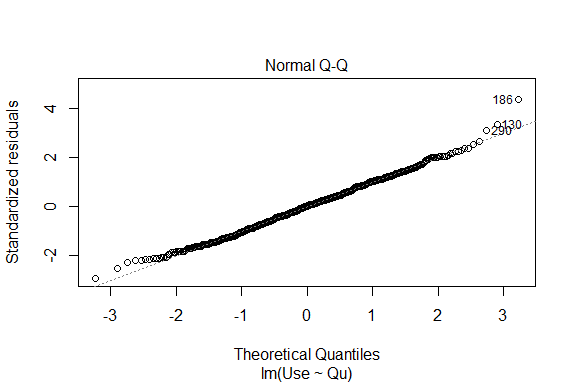 Normal Q-Q
Standardized residuals
4
2
0
-2
186
130
290
-3 -2 -1 0 1 2 3
Theoretical Quantiles
lm(Use ~ Qu)